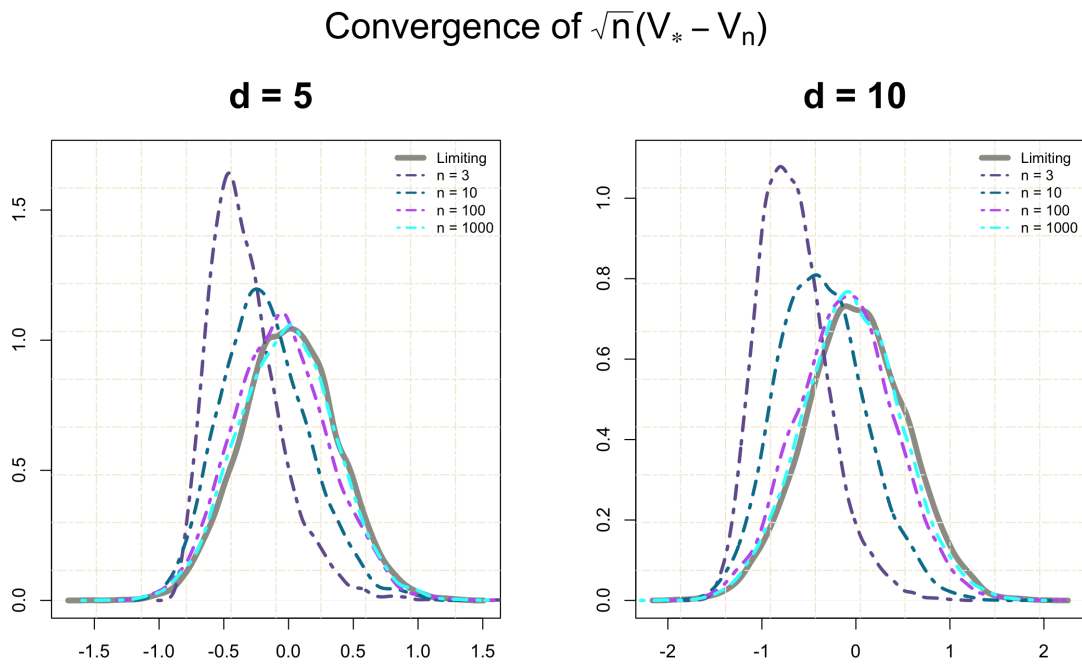 Convergence of √n(V* − Vn)
d = 5
1.5
1.0
0.5
0.0
-1.5 -1.0 -0.5 0.0 0.5 1.0 1.5
Limiting
n = 3
n = 10
n = 100
n = 1000
d = 10
1.0
0.8
0.6
0.4
0.2
0.0
-2 -1 0 1 2
Limiting
n = 3
n = 10
n = 100
n = 1000